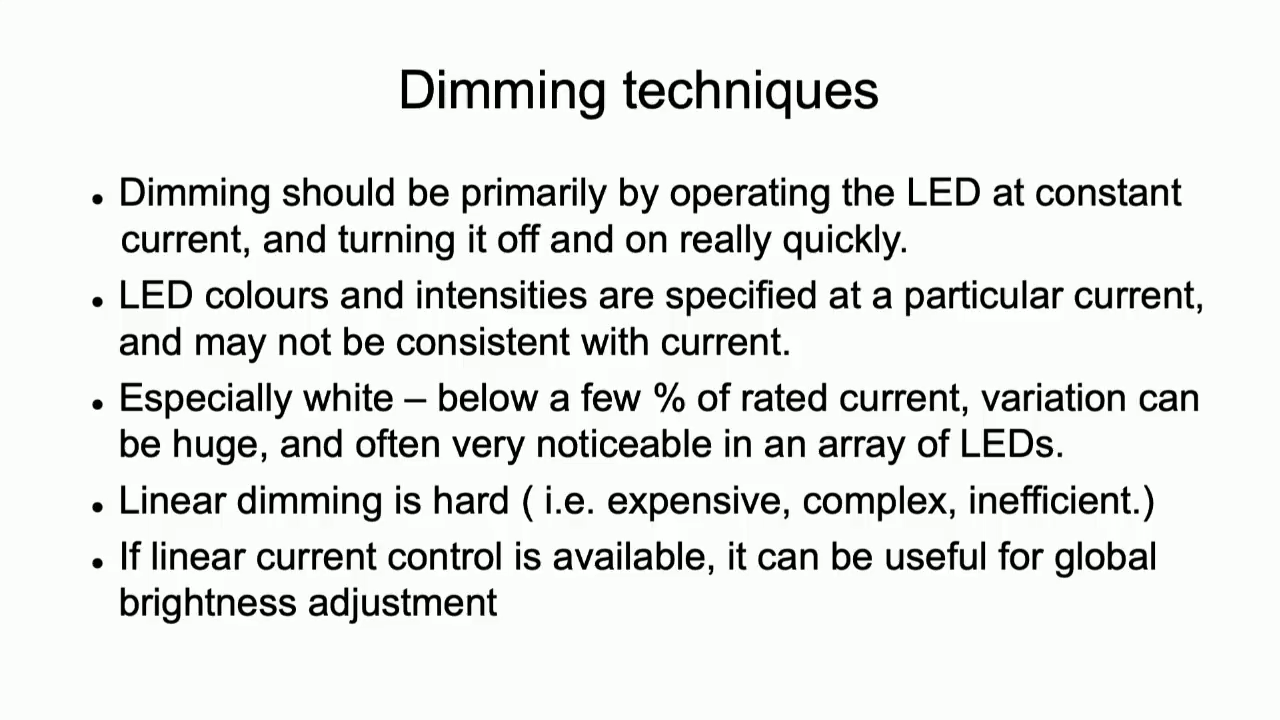 Dimming techniques
• Dimming should be primarily by operating the LED at constant
current, and turning it off and on really quickly.
• LED colours and intensities are specified at a particular current,
and may not be consistent with current.
• Especially white – below a few % of rated current, variation can
be huge, and often very noticeable in an array of LEDs.
• Linear dimming is hard ( i.e. expensive, complex, inefficient.)
• If linear current control is available, it can be useful for global
brightness adjustment